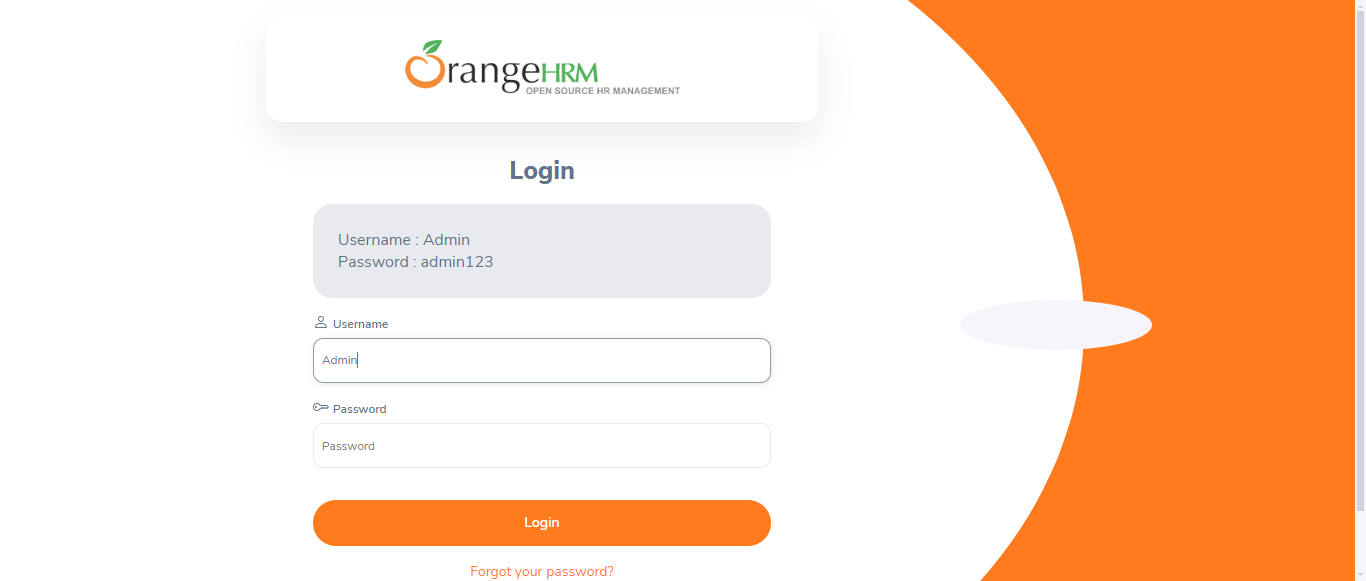 OrangeHRM
OPEN SOURCE HR MANAGEMENT
Login
Username : Admin
Password : admin123
Username
Admin
Password
Password
Login
Forgot your password?